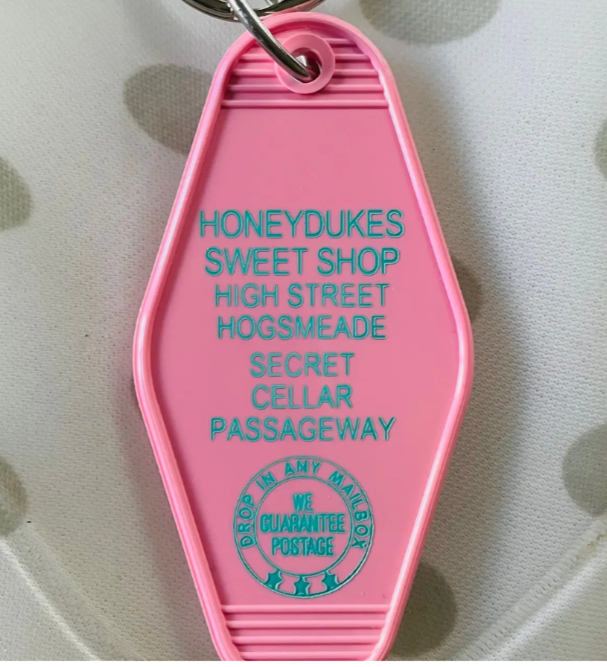 HONEYDUKES
SWEET SHOP
HIGH STREET
HOGSMEADE
SECRET
CELLAR
PASSAGEWAY
DROP IN ANY MAILBOX
WE
GUARANTEE
POSTAGE